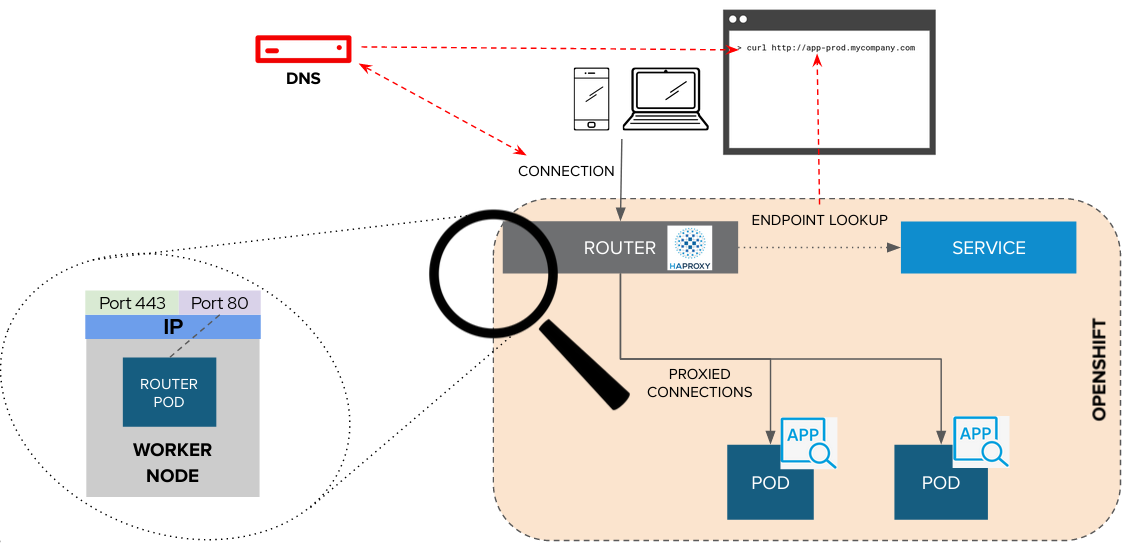 > curl http://app-prod.mycompany.com
DNS
CONNECTION
ENDPOINT LOOKUP
ROUTER
HAPROXY
SERVICE
Port 443
Port 80
IP
ROUTER
POD
WORKER
NODE
PROXIED
CONNECTIONS
OPENSHIFT
APP
POD
APP
POD